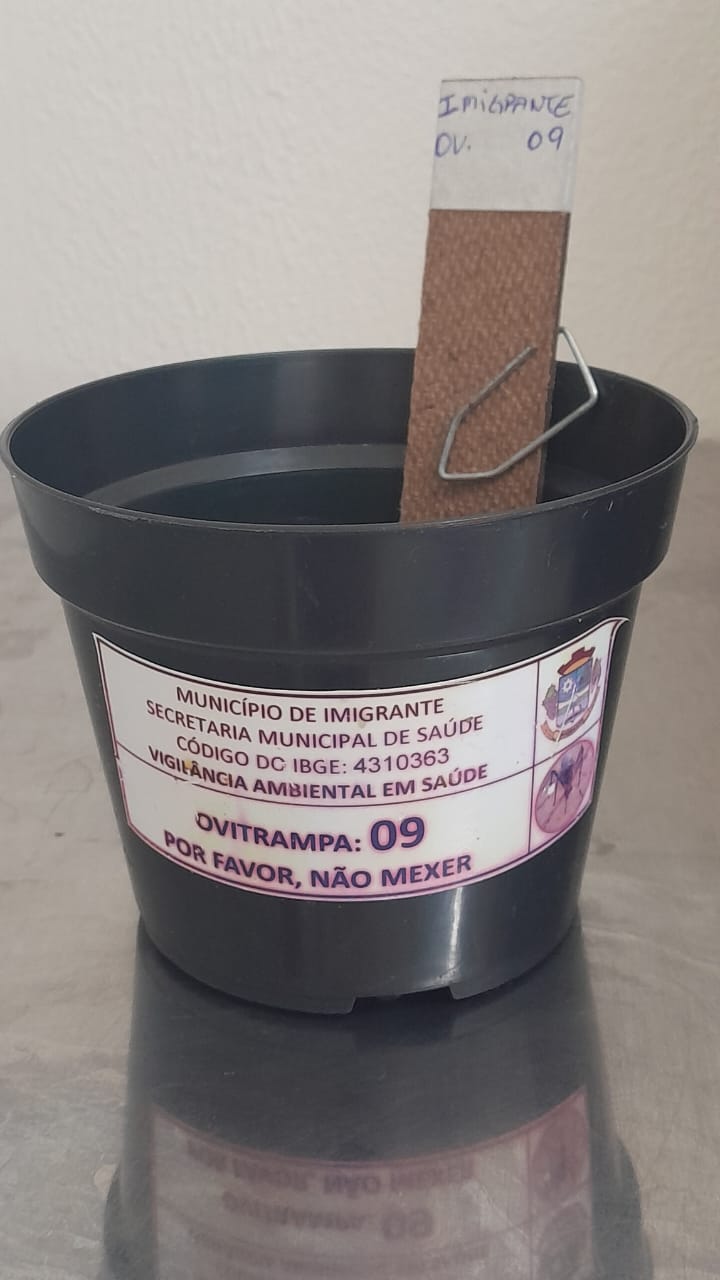 IMIGRANTE
OV. 09
MUNICÍPIO DE IMIGRANTE
SECRETARIA MUNICIPAL DE SAÚDE
CÓDIGO DO IBGE: 4310363
VIGILÂNCIA AMBIENTAL EM SAÚDE
OVITRAMPA: 09
POR FAVOR, NÃO MEXER